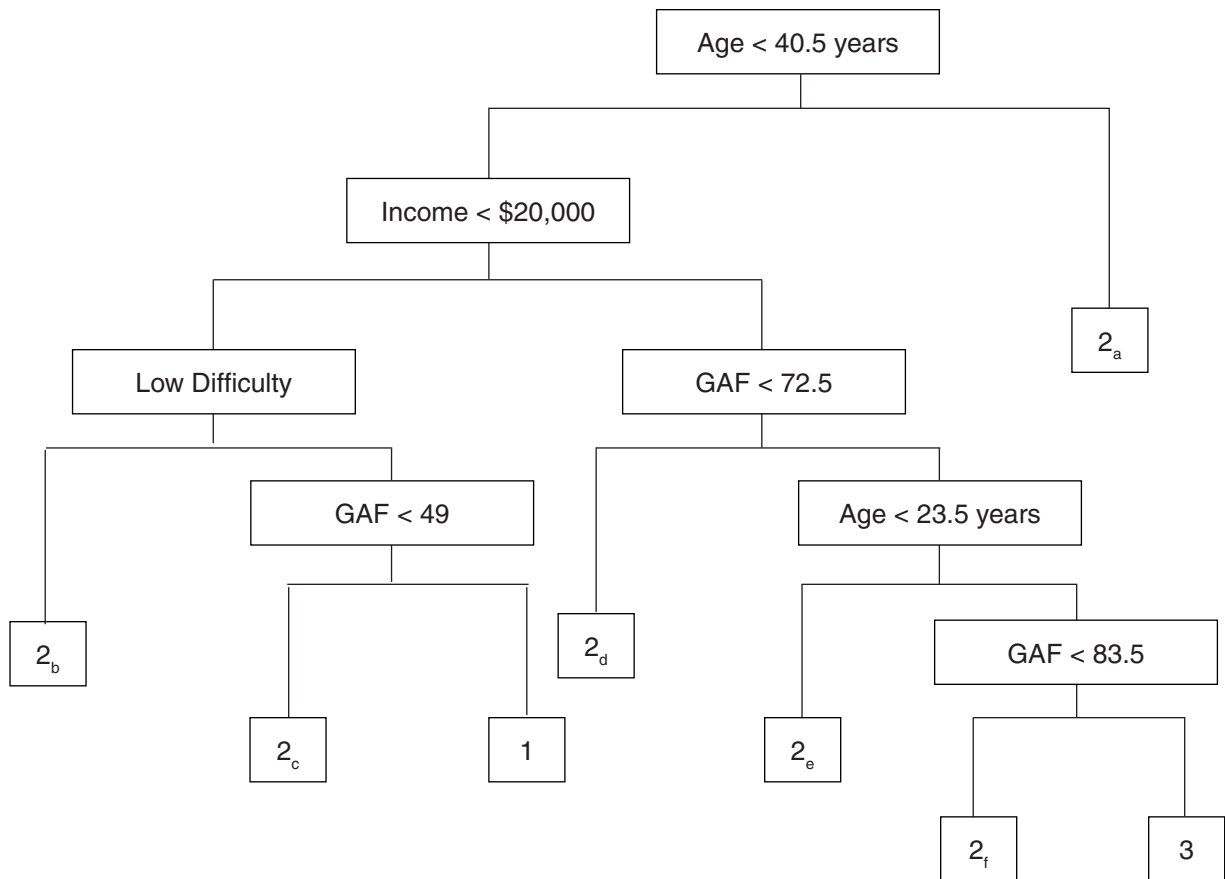 Age < 40.5 years
Income < $20,000
2a
Low Difficulty
GAF < 72.5
GAF < 49
Age < 23.5 years
2b
2d
GAF < 83.5
2c
1
2e
2f
3